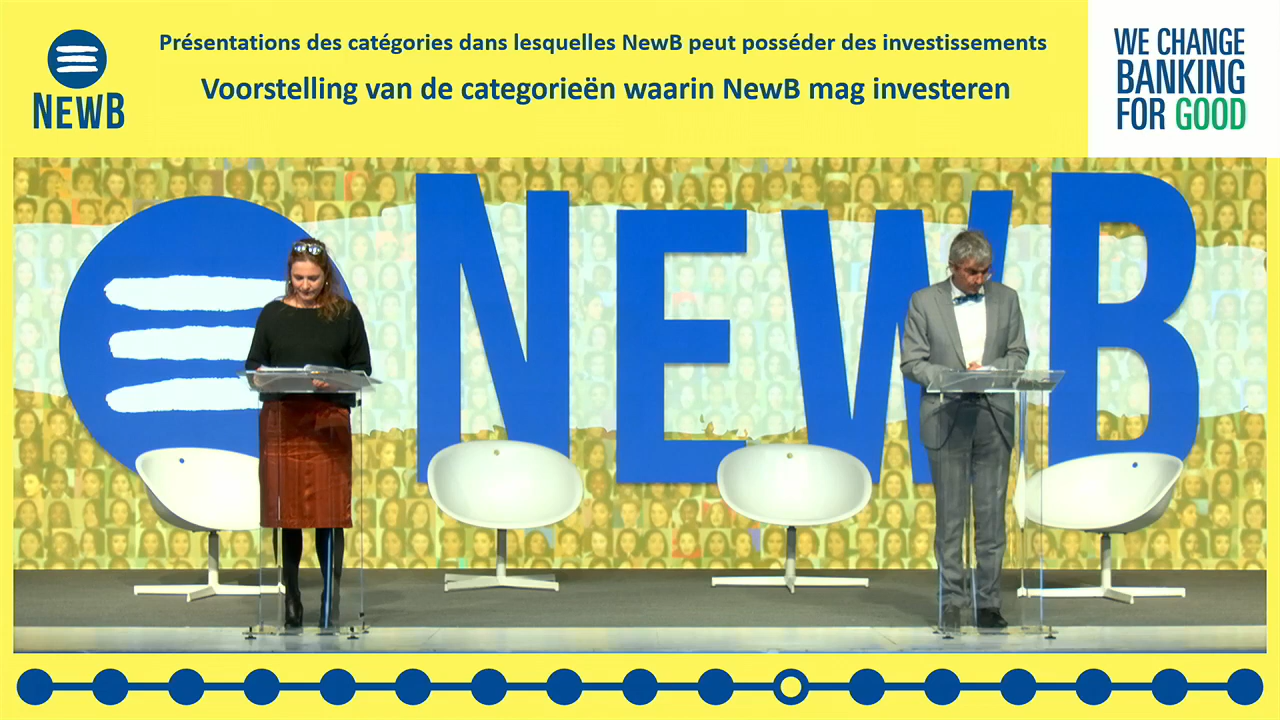 Présentations des catégories dans lesquelles NewB peut posséder des investissements
Voorstelling van de categorieën waarin NewB mag investeren
NEWB
WE CHANGE
BANKING
FOR GOOD
NEWB